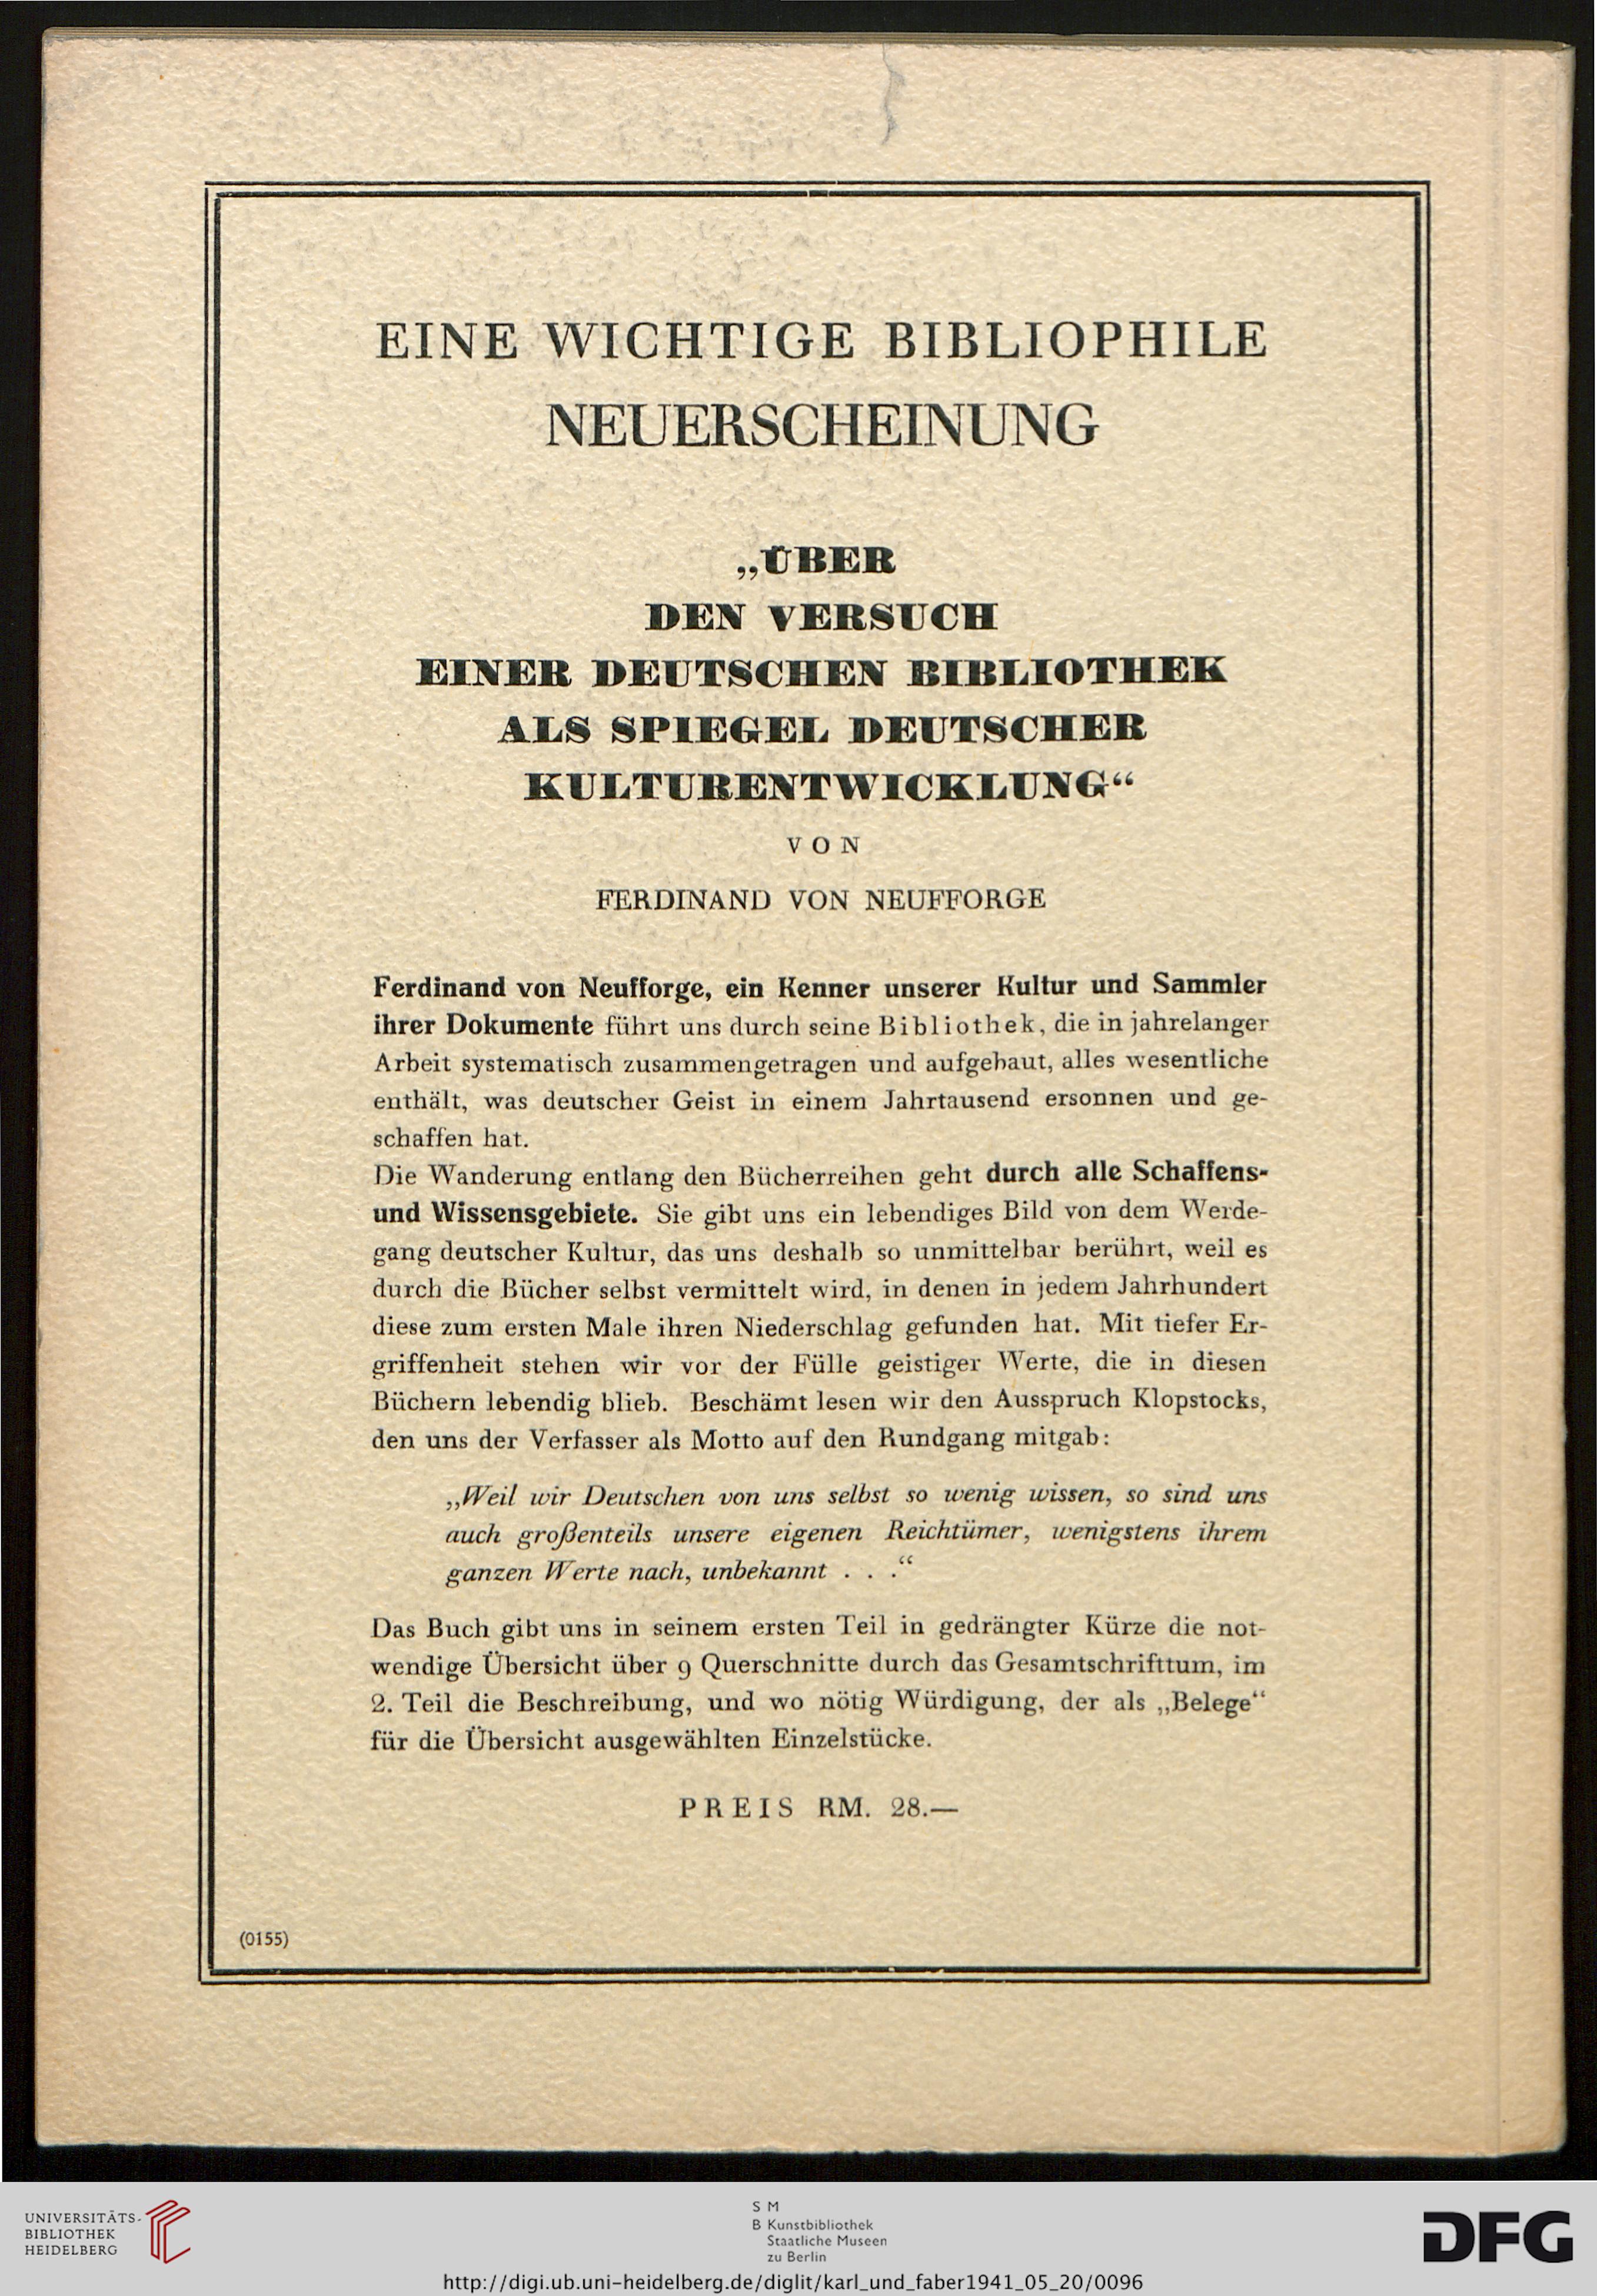 EINE WICHTIGE BIBLIOPHILE
NEUERSCHEINUNG
„ÜBER
DEN VERSUCH
EINER DEUTSCHEN BIBLIOTHEK
ALS SPIEGEL DEUTSCHER
KULTURENTWICKLUNG“
VON
FERDINAND VON NEUFFORGE
Ferdinand von Neufforge, ein Kenner unserer Kultur und Sammler
ihrer Dokumente führt uns durch seine Bibliothek, die in jahrelanger
Arbeit systematisch zusammengetragen und aufgebaut, alles wesentliche
enthält, was deutscher Geist in einem Jahrtausend ersonnen und ge-
schaffen hat.
Die Wanderung entlang den Bücherreihen geht durch alle Schaffens-
und Wissensgebiete. Sie gibt uns ein lebendiges Bild von dem Werde-
gang deutscher Kultur, das uns deshalb so unmittelbar berührt, weil es
durch die Bücher selbst vermittelt wird, in denen in jedem Jahrhundert
diese zum ersten Male ihren Niederschlag gefunden hat. Mit tiefer Er-
griffenheit stehen wir vor der Fülle geistiger Werte, die in diesen
Büchern lebendig blieb. Beschämt lesen wir den Ausspruch Klopstocks,
den uns der Verfasser als Motto auf den Rundgang mitgab:
„Weil wir Deutschen von uns selbst so wenig wissen, so sind uns
auch großenteils unsere eigenen Reichtümer, wenigstens ihrem
ganzen Werte nach, unbekannt . . .“
Das Buch gibt uns in seinem ersten Teil in gedrängter Kürze die not-
wendige Übersicht über 9 Querschnitte durch das Gesamtschrifttum, im
2. Teil die Beschreibung, und wo nötig Würdigung, der als „Belege“
für die Übersicht ausgewählten Einzelstücke.
PREIS RM. 28.—
(0155)
UNIVERSITÄTS-
BIBLIOTHEK
HEIDELBERG
S M
B Kunstbibliothek
Staatliche Museen
zu Berlin
DFG
http://digi.ub.uni-heidelberg.de/diglit/karl_und_faber1941_05_20/0096